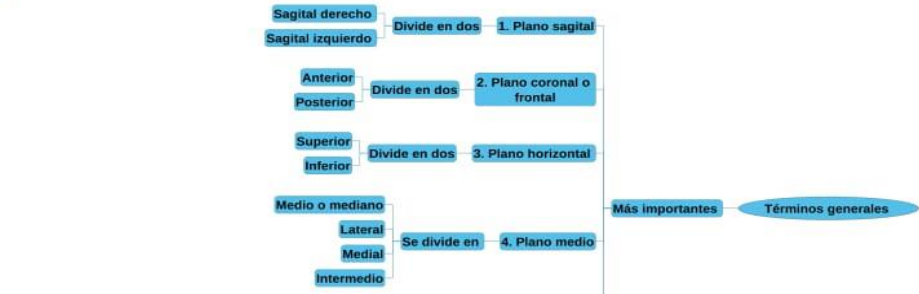 Sagital derecho
Sagital izquierdo
Divide en dos
1. Plano sagital
Anterior
Posterior
Divide en dos
2. Plano coronal o
frontal
Superior
Inferior
Divide en dos
3. Plano horizontal
Medio o mediano
Lateral
Medial
Intermedio
Se divide en
4. Plano medio
Más importantes
Términos generales